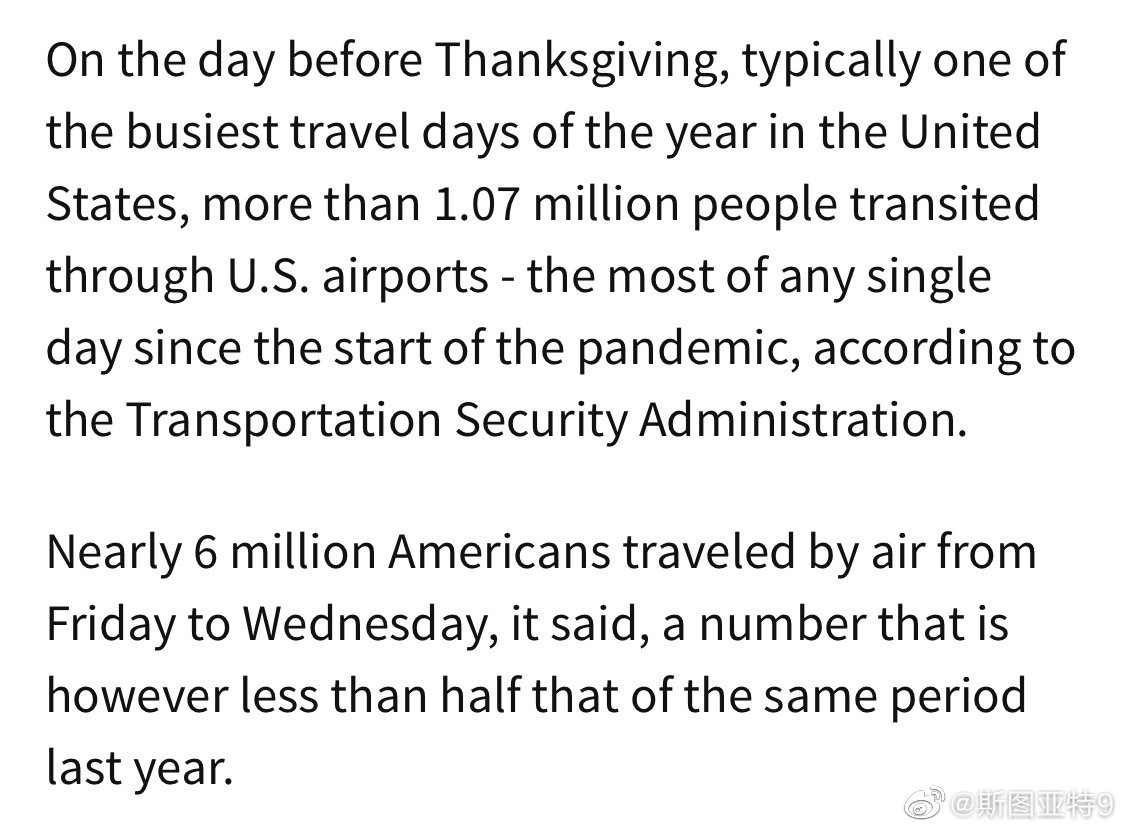 On the day before Thanksgiving, typically one of
the busiest travel days of the year in the United
States, more than 1.07 million people transited
through U.S. airports - the most of any single
day since the start of the pandemic, according to
the Transportation Security Administration.
Nearly 6 million Americans traveled by air from
Friday to Wednesday, it said, a number that is
however less than half that of the same period
last year.
@斯图亚特9